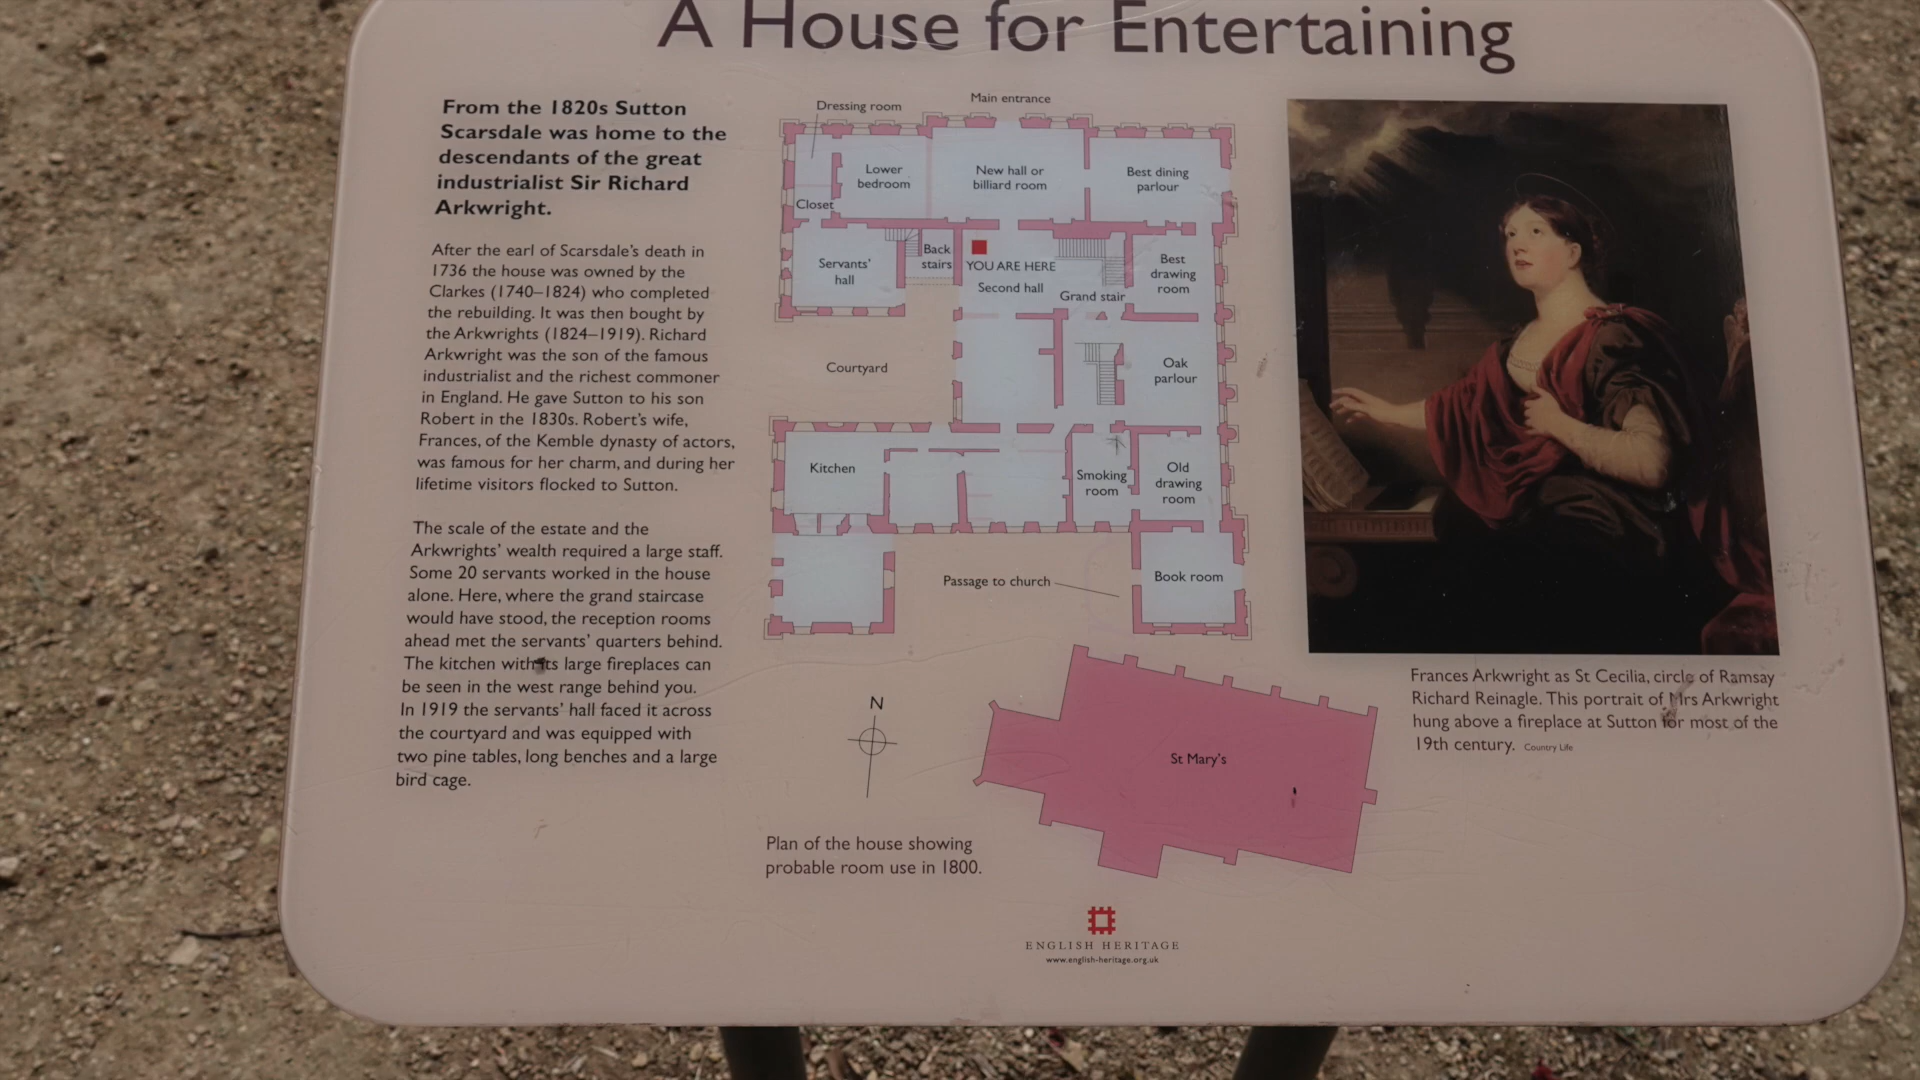 A House for Entertaining
From the 1820s Sutton
Scarsdale was home to the
descendants of the great
industrialist Sir Richard
Arkwright.
After the earl of Scarsdale's death in
1736 the house was owned by the
Clarkes (1740–1824) who completed
the rebuilding. It was then bought by
the Arkwrights (1824–1919). Richard
Arkwright was the son of the famous
industrialist and the richest commoner
in England. He gave Sutton to his son
Robert in the 1830s. Robert's wife,
Frances, of the Kemble dynasty of actors,
was famous for her charm, and during her
lifetime visitors flocked to Sutton.
The scale of the estate and the
Arkwrights' wealth required a large staff.
Some 20 servants worked in the house
alone. Here, where the grand staircase
would have stood, the reception rooms
ahead met the servants' quarters behind.
The kitchen with its large fireplaces can
be seen in the west range behind you.
In 1919 the servants' hall faced it across
the courtyard and was equipped with
two pine tables, long benches and a large
bird cage.
Dressing room
Main entrance
Lower
bedroom
New hall or
billiard room
Best dining
parlour
Closet
Servants'
hall
Back
stairs
YOU ARE HERE
Second hall
Grand stair
Best
drawing
room
Courtyard
Oak
parlour
Kitchen
Smoking
room
Old
drawing
room
Passage to church
Book room
N
St Mary's
Plan of the house showing
probable room use in 1800.
Frances Arkwright as St Cecilia, circle of Ramsay
Richard Reinagle. This portrait of Mrs Arkwright
hung above a fireplace at Sutton for most of the
19th century. Country Life
ENGLISH HERITAGE
www.english-heritage.org.uk